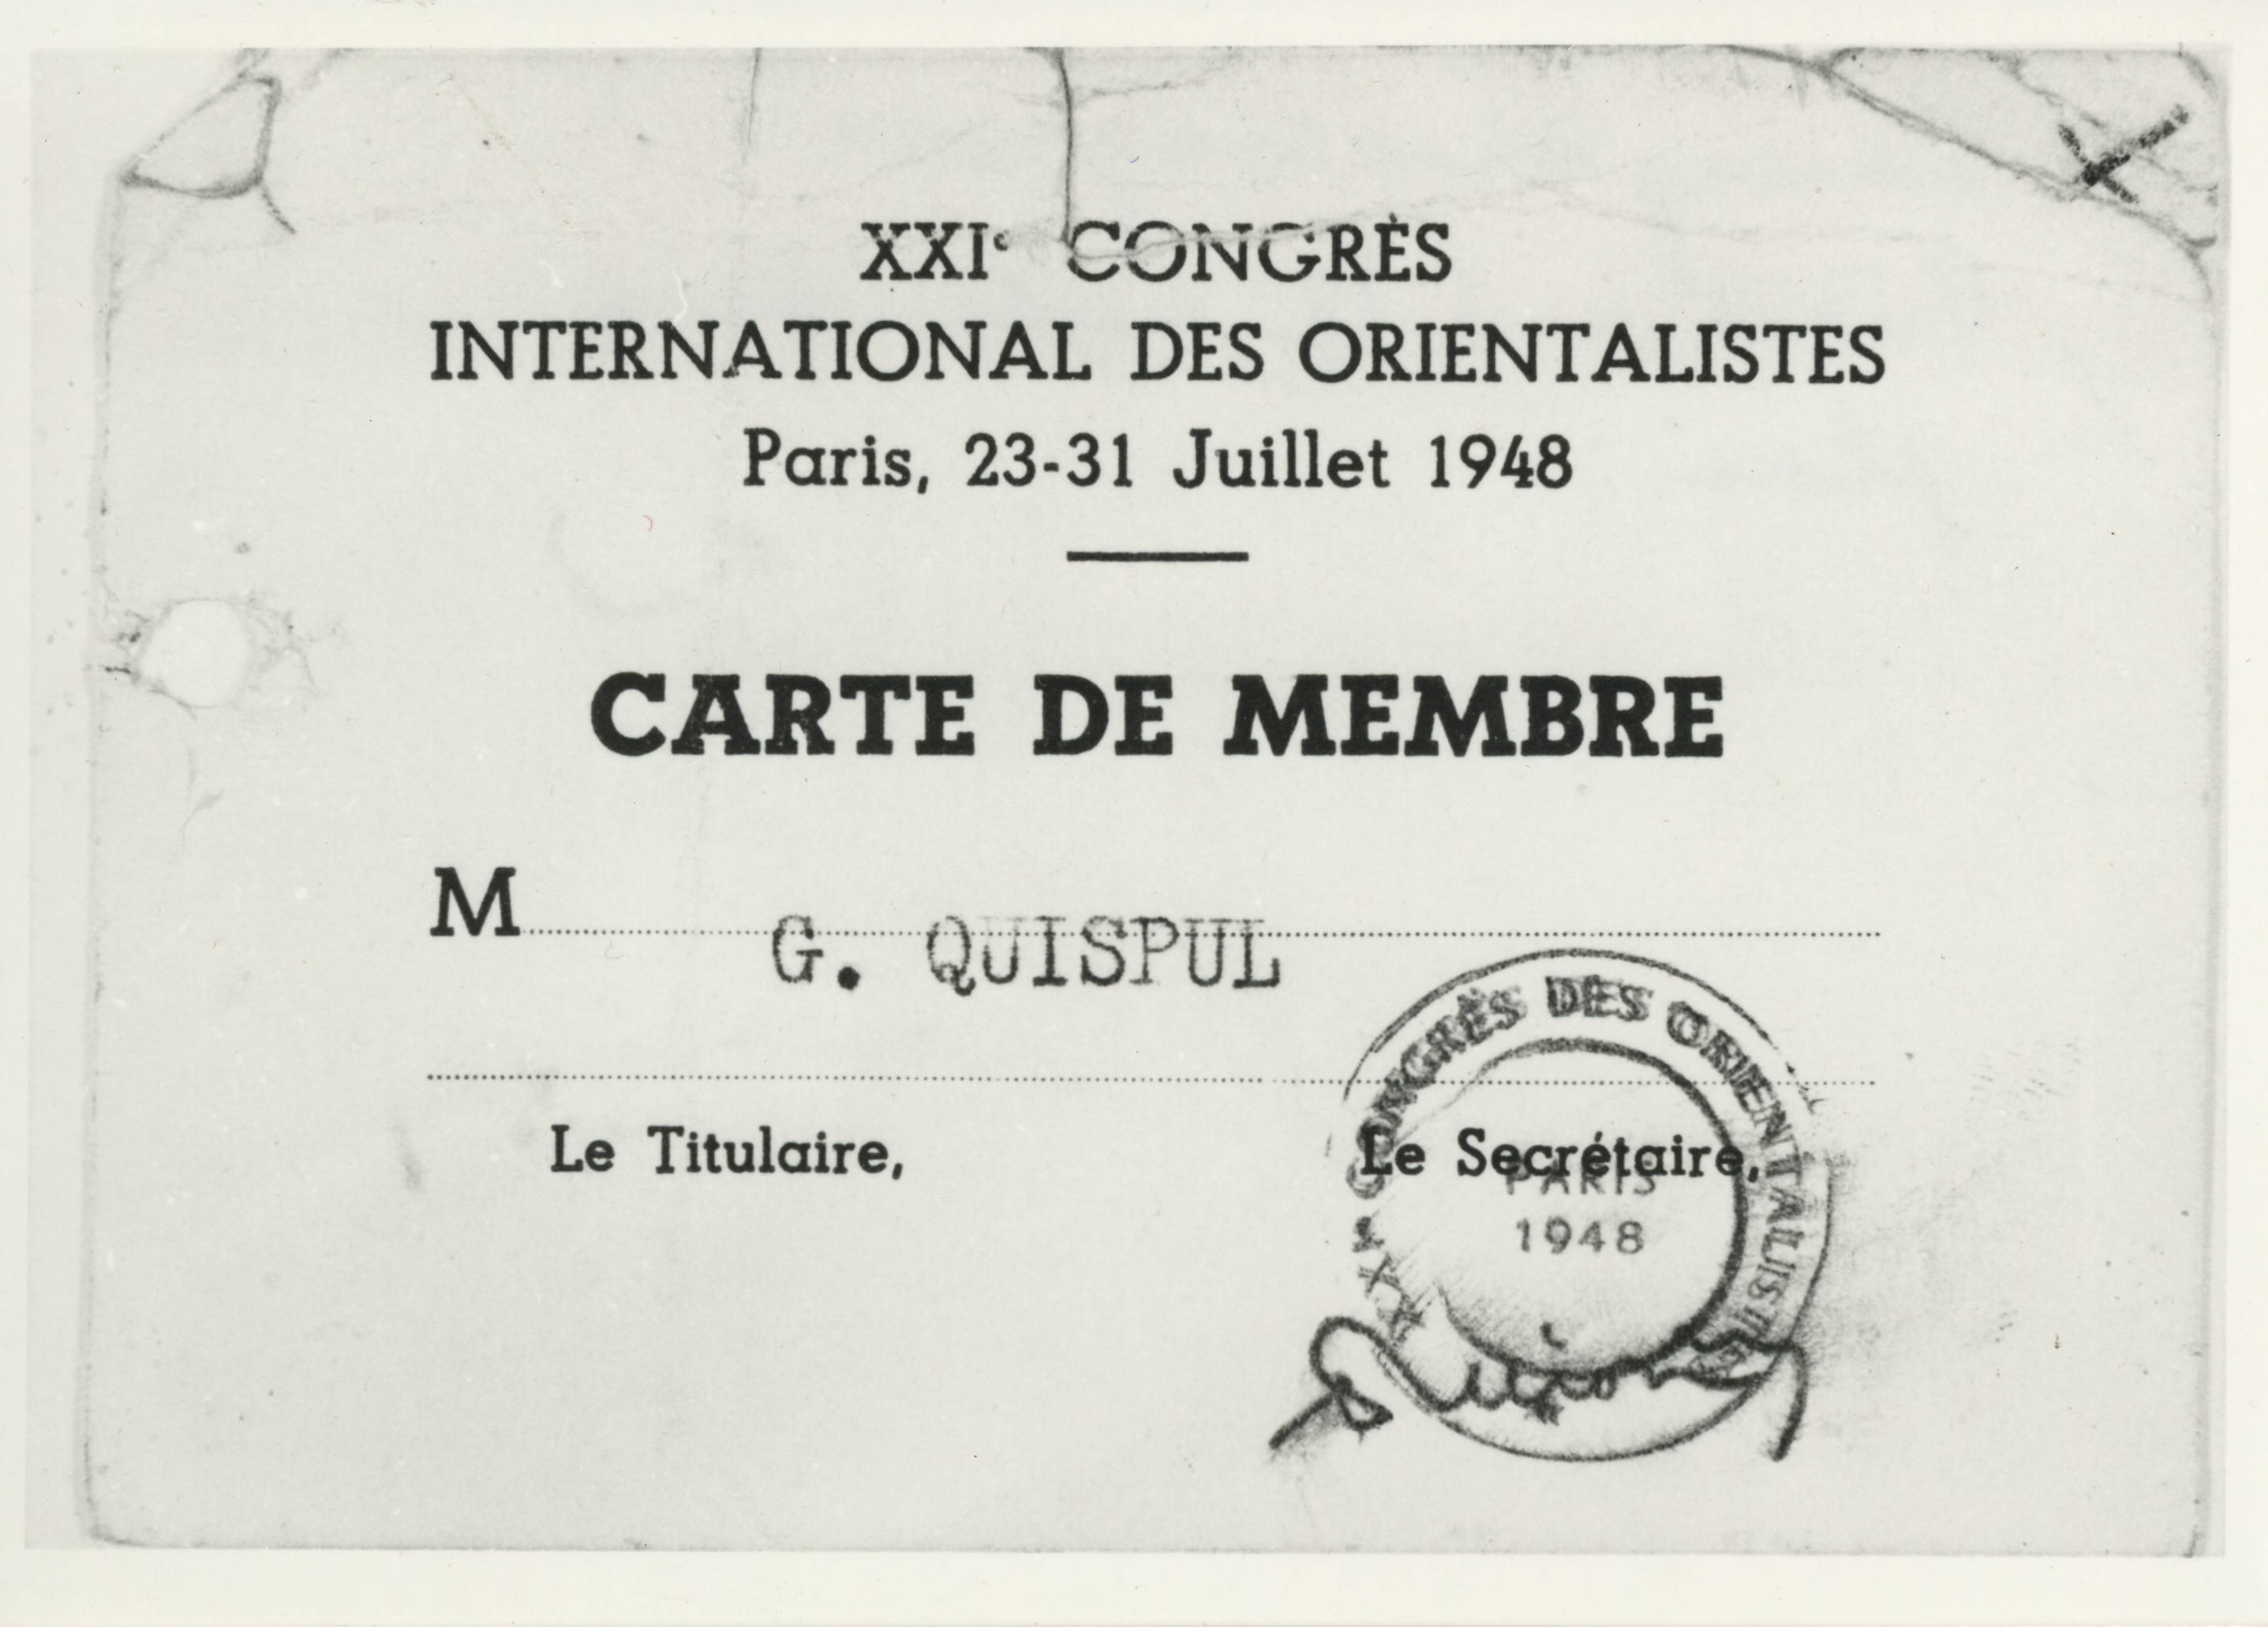 XXIe CONGRÈS
INTERNATIONAL DES ORIENTALISTES
Paris, 23-31 Juillet 1948
CARTE DE MEMBRE
M
G. QUISPUL
Le Titulaire,
Le Secrétaire,
XXIe CONGRÈS DES ORIENTALISTES
PARIS
1948